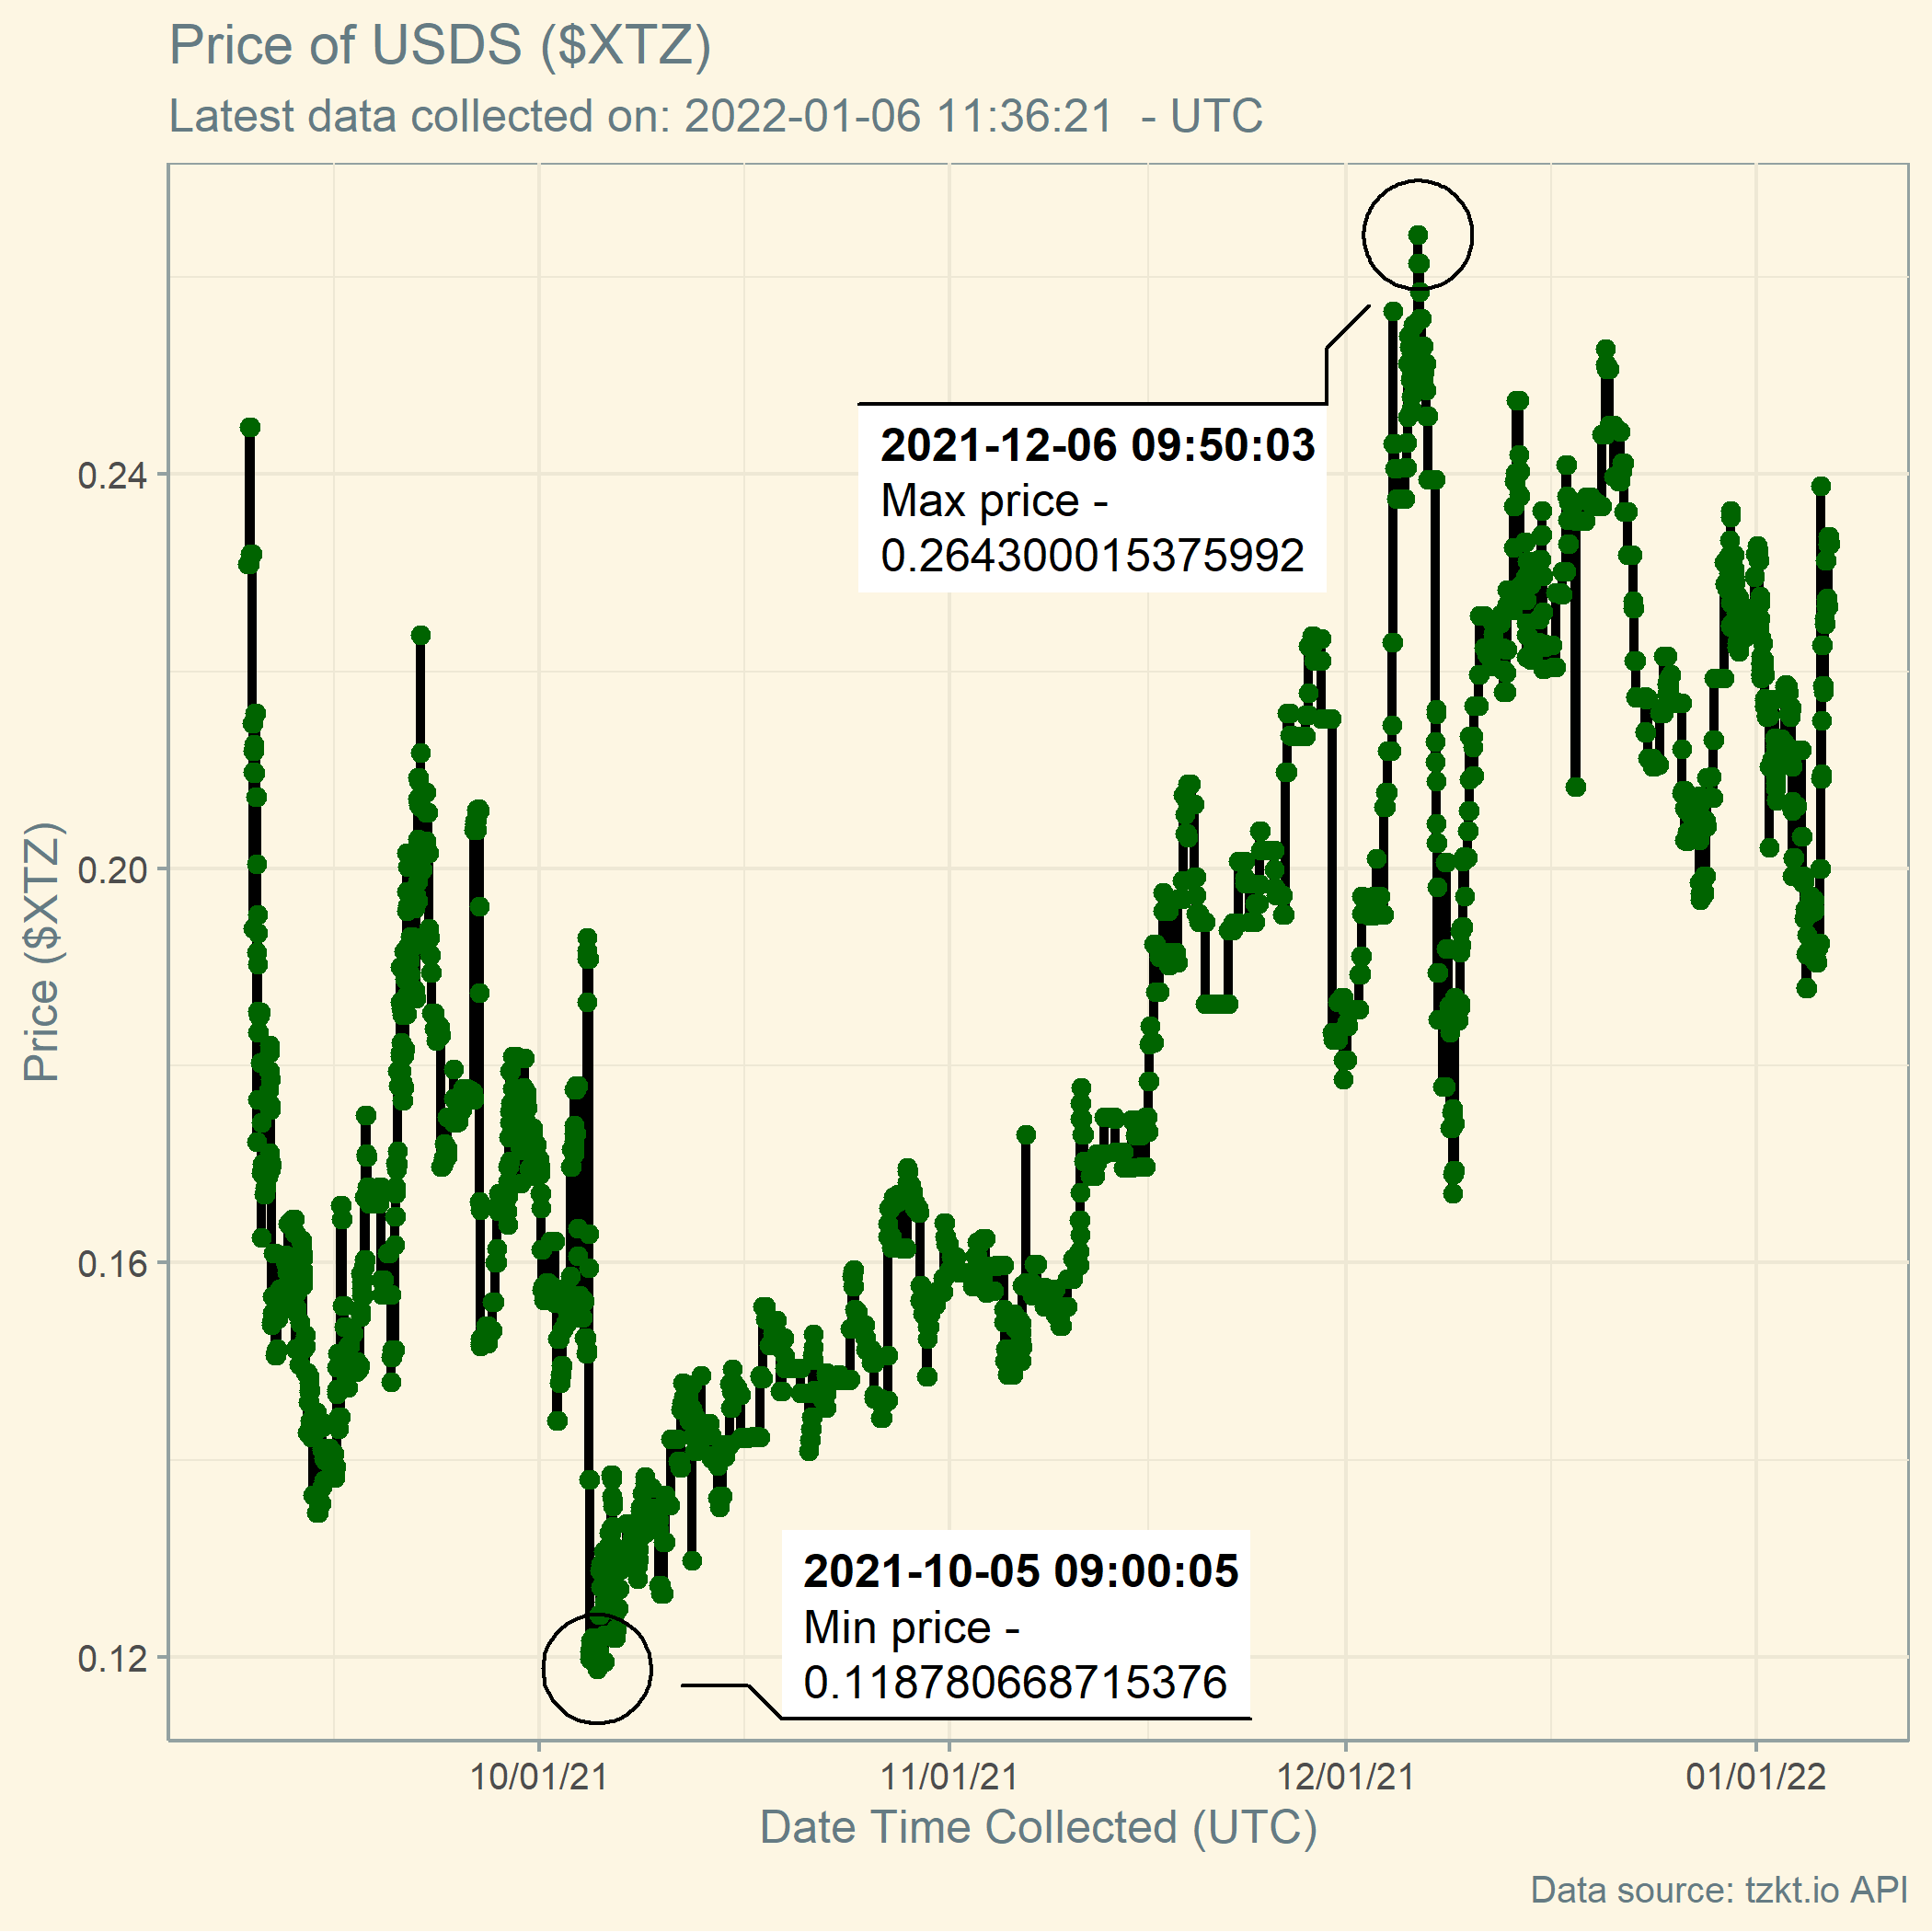 Price of USDS ($XTZ)
Latest data collected on: 2022-01-06 11:36:21  - UTC
2021-12-06 09:50:03
Max price -
0.264300015375992
0.24
0.20
0.16
0.12
Price ($XTZ)
2021-10-05 09:00:05
Min price -
0.118780668715376
10/01/21
11/01/21
12/01/21
01/01/22
Date Time Collected (UTC)
Data source: tzkt.io API